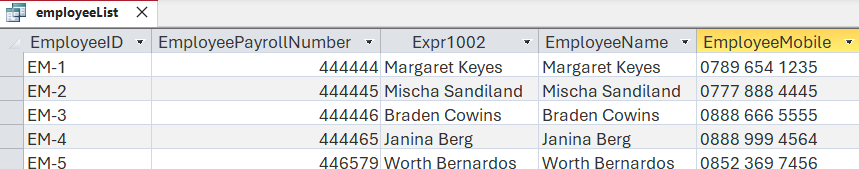 employeeList
EmployeeID EmployeePayrollNumber Expr1002 EmployeeName EmployeeMobile
EM-1 444444 Margaret Keyes Margaret Keyes 0789 654 1235
EM-2 444445 Mischa Sandiland Mischa Sandiland 0777 888 4445
EM-3 444446 Braden Cowins Braden Cowins 0888 666 5555
EM-4 444465 Janina Berg Janina Berg 0888 999 4564
EM-5 446579 Worth Bernardos Worth Bernardos 0852 369 7456